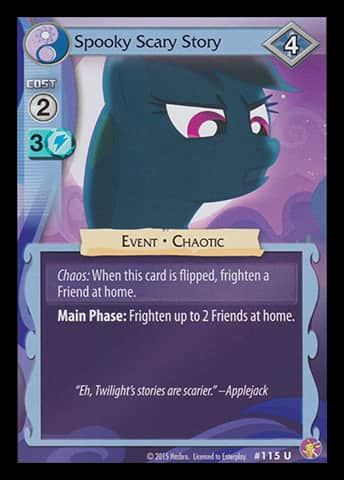 Spooky Scary Story
4
COST
2
3
EVENT • CHAOTIC
Chaos: When this card is flipped, frighten a
Friend at home.
Main Phase: Frighten up to 2 Friends at home.
"Eh, Twilight's stories are scarier." –Applejack
© 2015 Hasbro. Licensed to Enterplay. #115 U